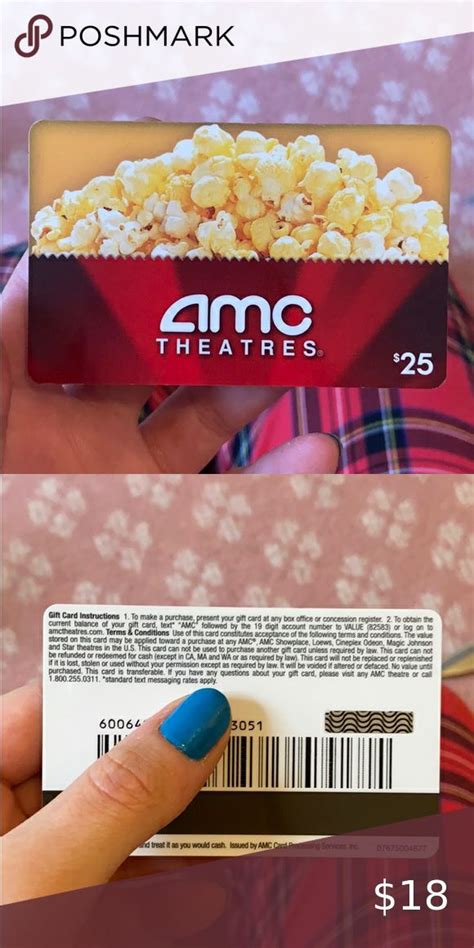 POSHMARK
amc
THEATRES®
$25
Gift Card Instructions 1. To make a purchase, present your gift card at any box office or concession register. 2. To obtain the
current balance of your gift card, text* "AMC" followed by the 19 digit account number to VALUE (82583) or log on to
amctheatres.com. Terms & Conditions Use of this card constitutes acceptance of the following terms and conditions. The value
stored on this card may be applied toward a purchase at any AMC®, AMC Showplace, Loews, Cineplex Odeon, Magic Johnson
and Star theatres in the U.S. This card can not be used to purchase another gift card unless required by law. This card can not
be refunded or redeemed for cash (except in CA, MA and WA or as required by law). This card will not be replaced or replenished
if it is lost, stolen or used without your permission except as required by law. It will be voided if altered or defaced. No value until
purchased. This card is transferable. If you have any questions about your gift card, please visit any AMC theatre or call
1.800.255.0311. *standard text messaging rates apply.
6006 3051
nd treat it as you would cash. Issued by AMC Card Processing Services, Inc. 07675004877
$18